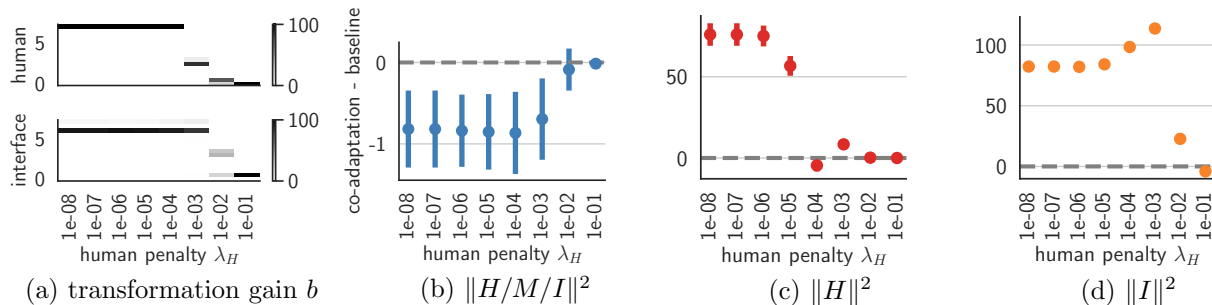 human
5
0
100
0
interface
5
0
100
0
1e-08
1e-07
1e-06
1e-05
1e-04
1e-03
1e-02
1e-01
human penalty λ_H
(a) transformation gain b
co-adaptation - baseline
0
-1
1e-08
1e-07
1e-06
1e-05
1e-04
1e-03
1e-02
1e-01
human penalty λ_H
(b) ‖H/M/I‖²
50
0
1e-08
1e-07
1e-06
1e-05
1e-04
1e-03
1e-02
1e-01
human penalty λ_H
(c) ‖H‖²
100
50
0
1e-08
1e-07
1e-06
1e-05
1e-04
1e-03
1e-02
1e-01
human penalty λ_H
(d) ‖I‖²